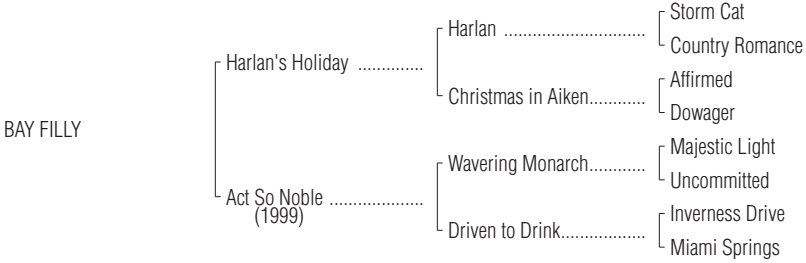 Storm Cat
Harlan ..............................
Country Romance
Harlan's Holiday ..............
Affirmed
Christmas in Aiken............
Dowager
BAY FILLY
Majestic Light
Wavering Monarch............
Uncommitted
Act So Noble ....................
(1999)
Inverness Drive
Driven to Drink..................
Miami Springs